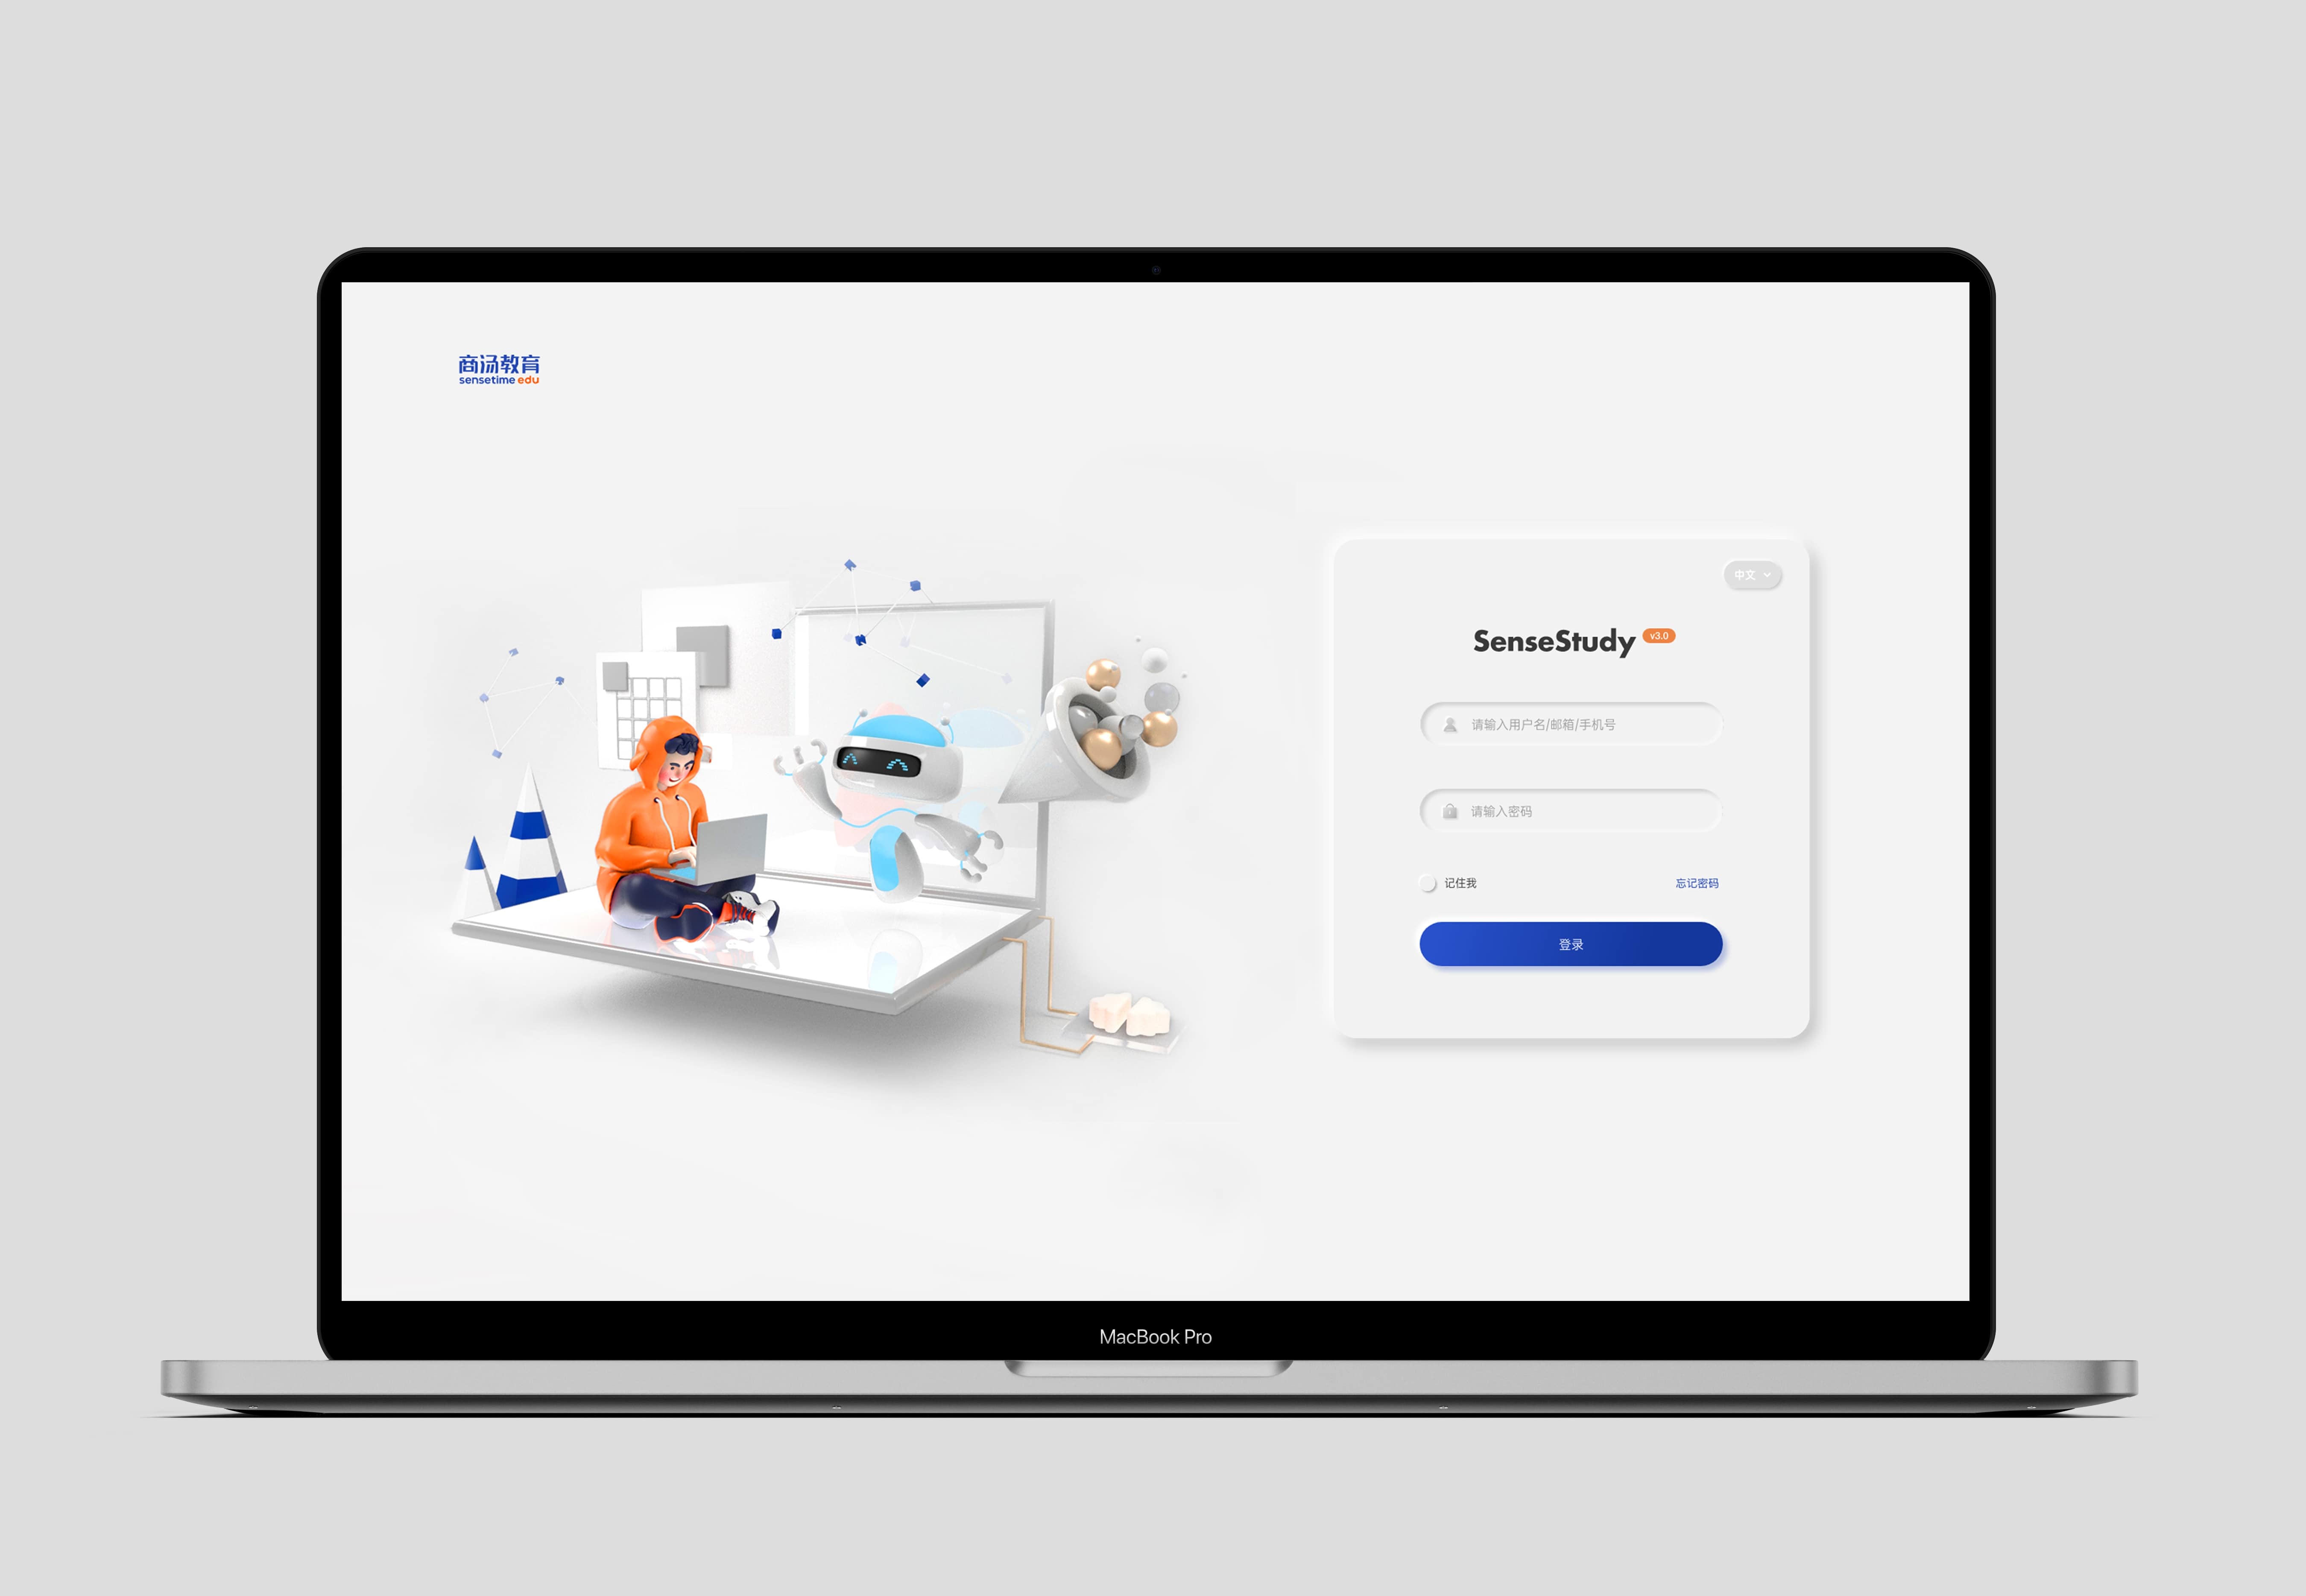 商汤教育
sensetime edu
中文
SenseStudy v3.0
请输入用户名/邮箱/手机号
请输入密码
记住我
忘记密码
登录
MacBook Pro